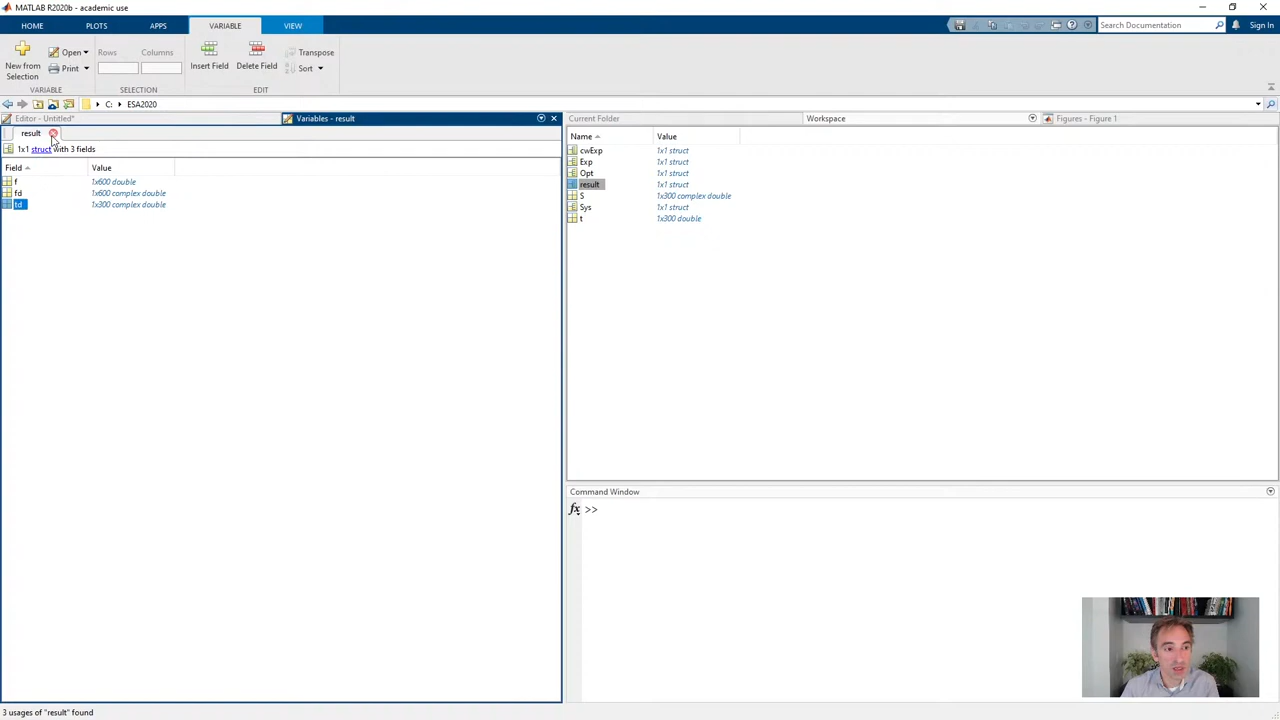 MATLAB R2020b - academic use
HOME PLOTS APPS VARIABLE VIEW
Search Documentation
Sign In
New from Selection
Open
Print
Rows Columns
Insert Field
Delete Field
Transpose
Sort
VARIABLE SELECTION EDIT
C: ESA2020
Editor - Untitled*
Variables - result
result
1x1 struct with 3 fields
Field Value
f 1x600 double
fd 1x600 complex double
td 1x300 complex double
Current Folder Workspace Figures - Figure 1
Name Value
cwExp 1x1 struct
Exp 1x1 struct
Opt 1x1 struct
result 1x1 struct
S 1x300 complex double
Sys 1x1 struct
t 1x300 double
Command Window
fx >>
3 usages of "result" found